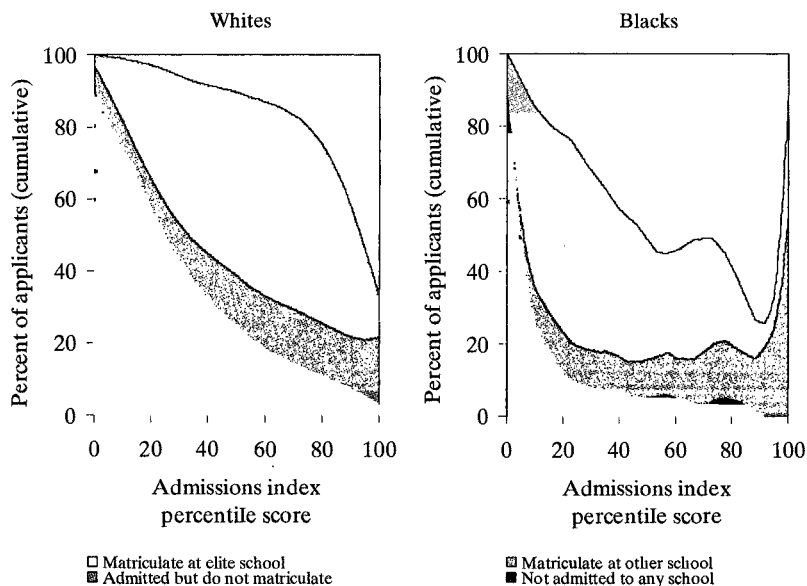 Whites
Blacks
100
80
60
40
20
0
Percent of applicants (cumulative)
0 20 40 60 80 100
Admissions index
percentile score
100
80
60
40
20
0
Percent of applicants (cumulative)
0 20 40 60 80 100
Admissions index
percentile score
Matriculate at elite school
Admitted but do not matriculate
Matriculate at other school
Not admitted to any school